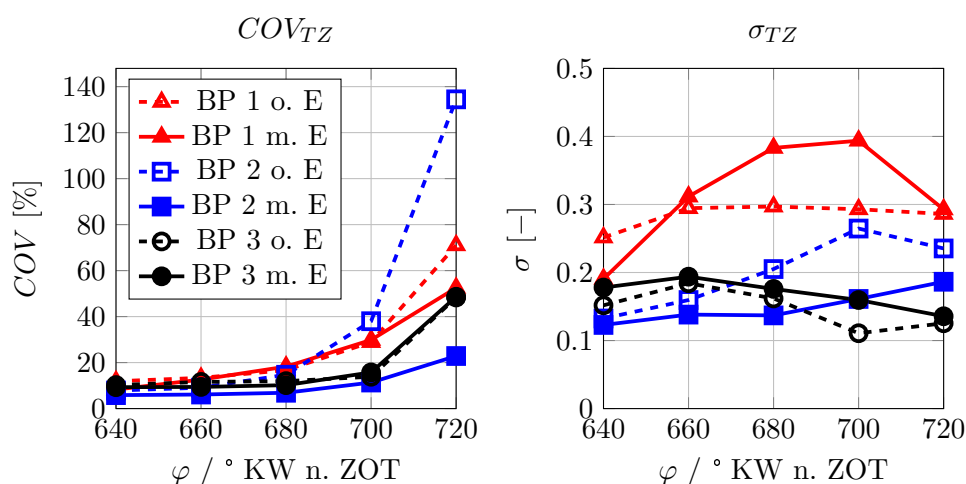 COV_TZ
140
120
100
80
60
40
20
0
COV [%]
BP 1 o. E
BP 1 m. E
BP 2 o. E
BP 2 m. E
BP 3 o. E
BP 3 m. E
640 660 680 700 720
φ / ° KW n. ZOT
σ_TZ
0.5
0.4
0.3
0.2
0.1
0
σ [−]
640 660 680 700 720
φ / ° KW n. ZOT